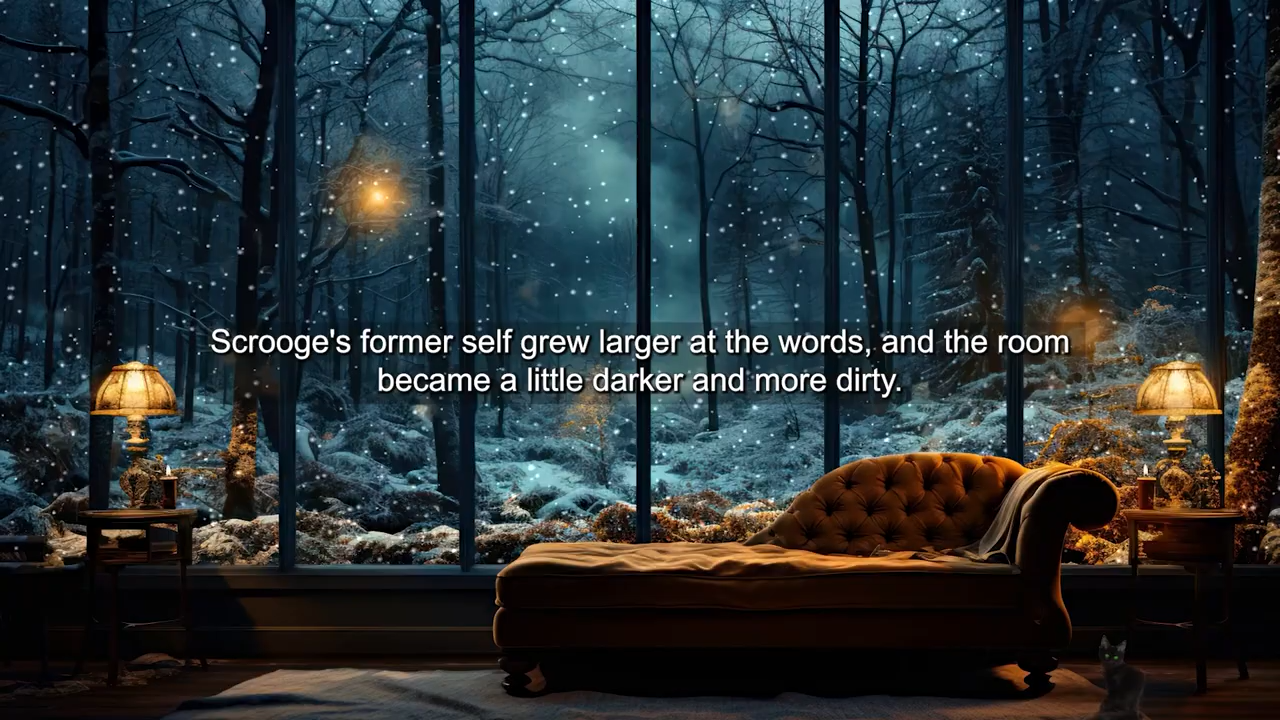 Scrooge's former self grew larger at the words, and the room
became a little darker and more dirty.